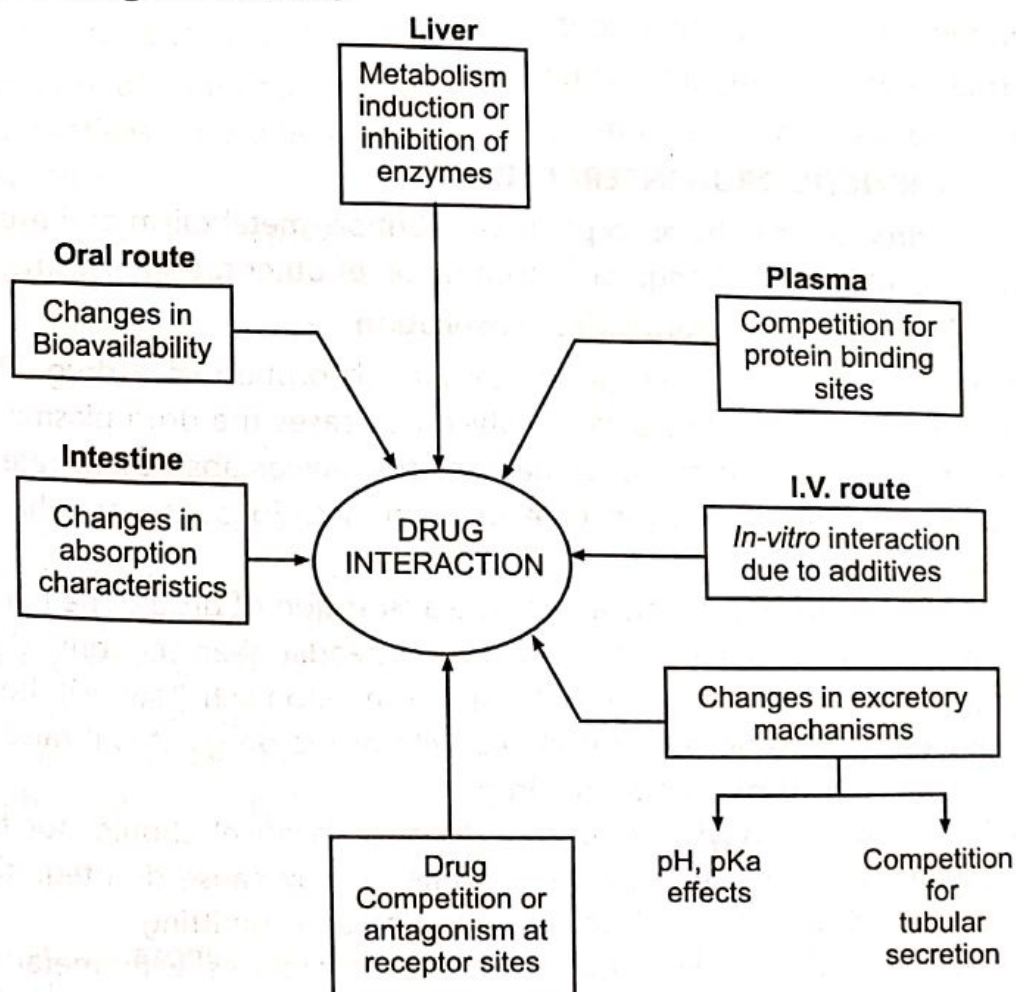 Liver
Metabolism
induction or
inhibition of
enzymes
Oral route
Changes in
Bioavailability
Plasma
Competition for
protein binding
sites
Intestine
Changes in
absorption
characteristics
DRUG
INTERACTION
I.V. route
In-vitro interaction
due to additives
Changes in excretory
machanisms
pH, pKa
effects
Competition
for
tubular
secretion
Drug
Competition or
antagonism at
receptor sites